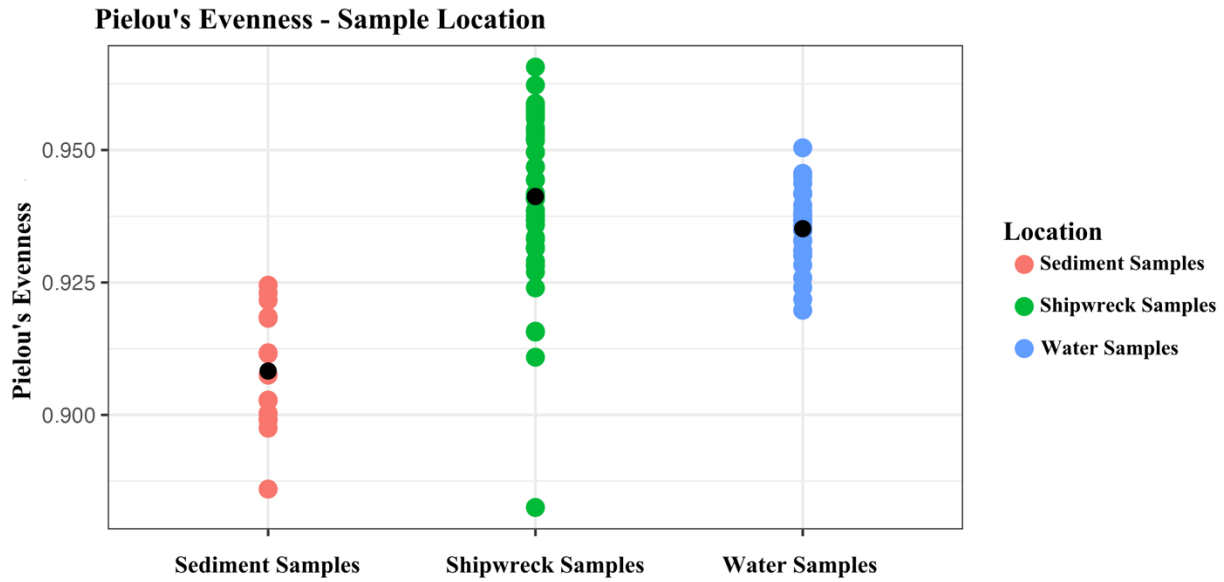 Pielou's Evenness - Sample Location
Pielou's Evenness
0.950
0.925
0.900
Sediment Samples
Shipwreck Samples
Water Samples
Location
Sediment Samples
Shipwreck Samples
Water Samples